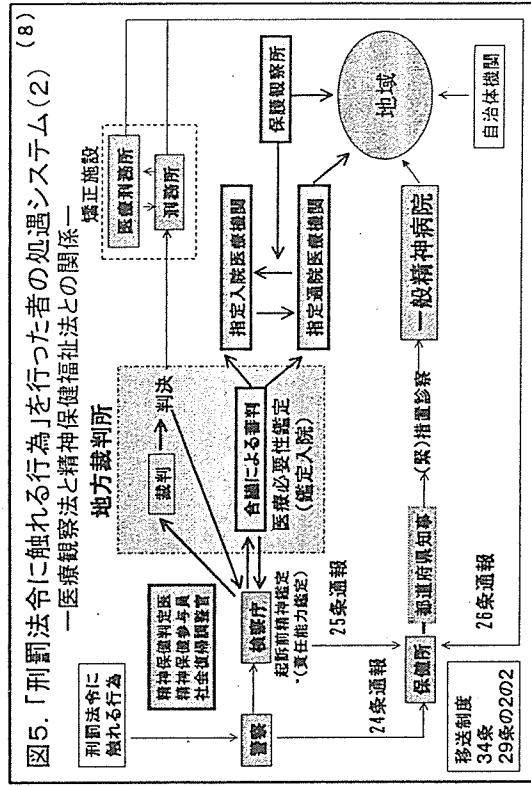 図5.「刑罰法令に触れる行為」を行った者の処遇システム(2)
(8)
―医療観察法と精神保健福祉法との関係―
刑罰法令に
触れる行為
精神保健判定医
精神保健参与員
社会復帰調整官
地方裁判所
裁判
判決
矯正施設
医療刑務所
刑務所
警察
検察庁
起訴前精神鑑定
*(責任能力鑑定)
合議による審判
医療必要性鑑定
(鑑定入院)
指定入院医療機関
指定通院医療機関
保護観察所
地域
24条通報
25条通報
保健所
都道府県知事
(緊)措置診察
一般精神病院
自治体機関
26条通報
移送制度
34条
29条の2の2